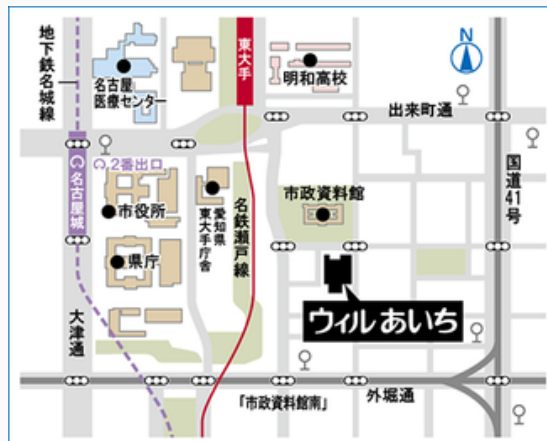 地下鉄名城線
名古屋
医療センター
東大手
明和高校
N
出来町通
2番出口
名古屋城
市役所
愛知県
東大手庁舎
名鉄瀬戸線
市政資料館
国道41号
県庁
ウィルあいち
大津通
「市政資料館南」
外堀通